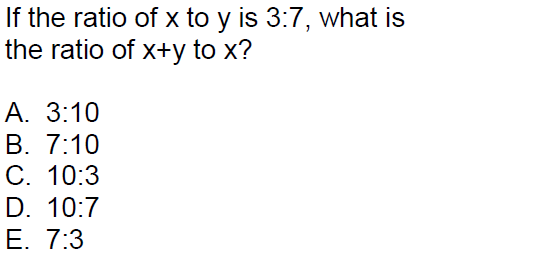 If the ratio of x to y is 3:7, what is
the ratio of x+y to x?
A. 3:10
B. 7:10
C. 10:3
D. 10:7
E. 7:3